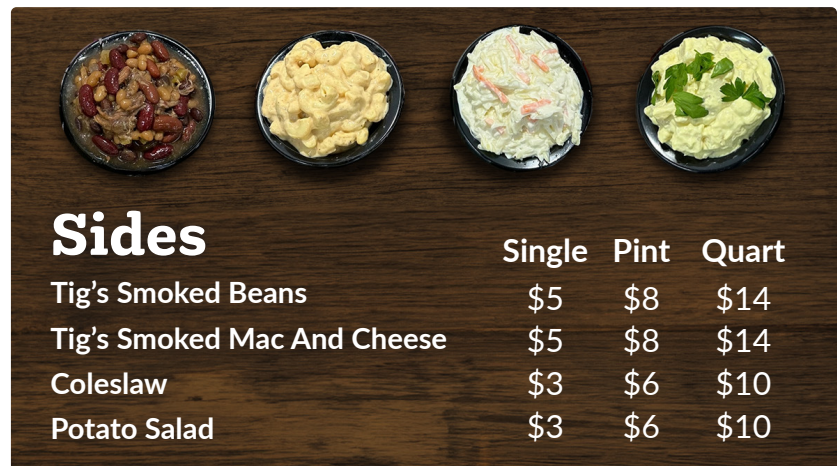 Sides
Single Pint Quart
Tig's Smoked Beans $5 $8 $14
Tig's Smoked Mac And Cheese $5 $8 $14
Coleslaw $3 $6 $10
Potato Salad $3 $6 $10